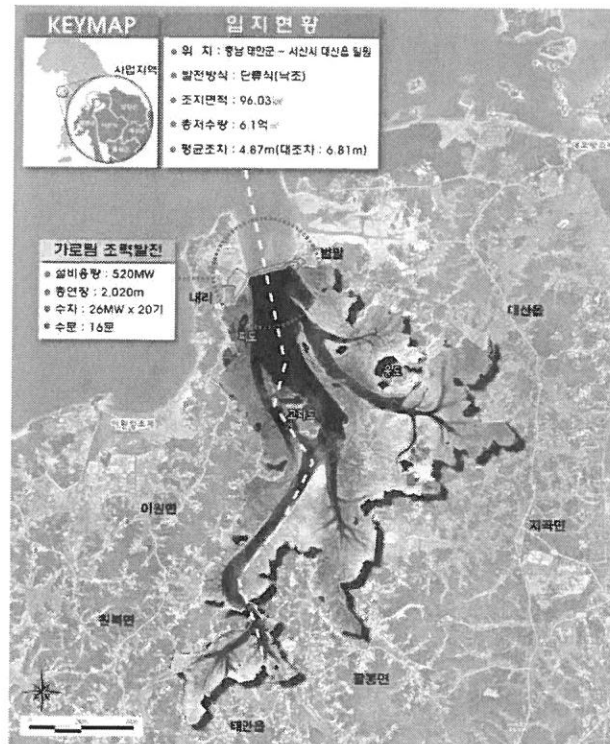 KEYMAP
사업지역
입지현황
위 치 : 충남 태안군 - 서산시 대산읍 일원
발전방식 : 단류식(낙조)
조지면적 : 96.03㎢
총저수량 : 6.1억㎥
평균조차 : 4.87m(대조차 : 6.81m)
가로림 조력발전
설비용량 : 520MW
총연장 : 2,020m
수차 : 26MW x 20기
수문 : 16문
벌말
내리
대산읍
웅도
고파도
이원방조제
이원면
지곡면
원북면
팔봉면
태안읍